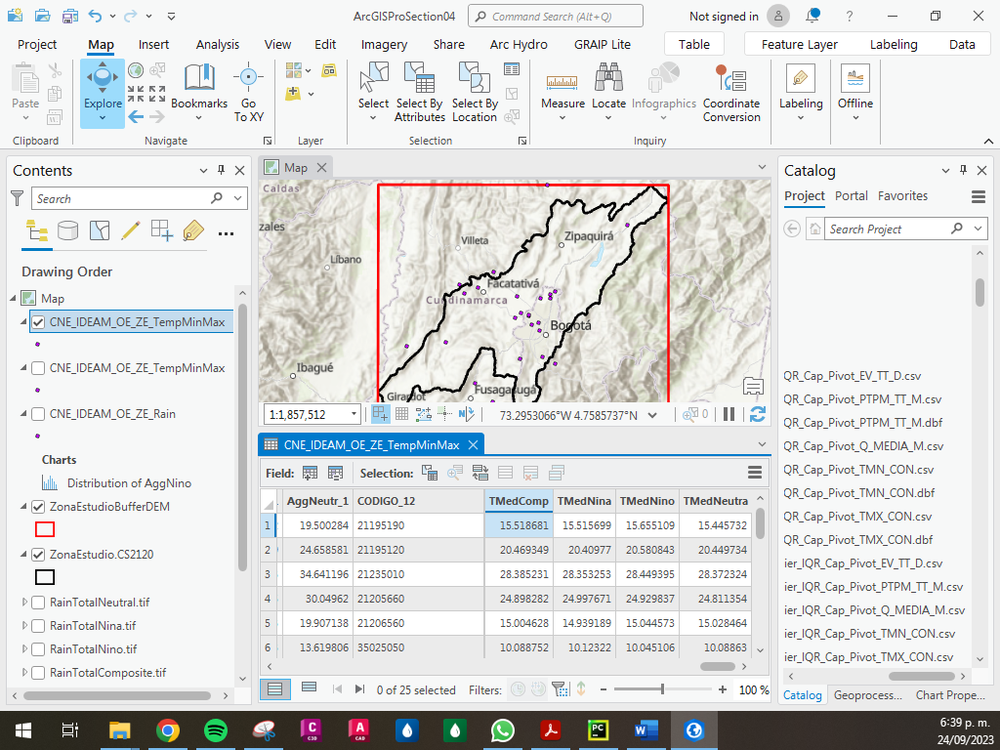 ArcGISProSection04
Command Search (Alt+Q)
Not signed in
?
Project
Map
Insert
Analysis
View
Edit
Imagery
Share
Arc Hydro
GRAIP Lite
Table
Feature Layer
Labeling
Data
Paste
Explore
Bookmarks
Go
To XY
Select
Select By
Attributes
Select By
Location
Measure
Locate
Infographics
Coordinate
Conversion
Labeling
Offline
Clipboard
Navigate
Layer
Selection
Inquiry
Contents
Search
Drawing Order
Map
CNE_IDEAM_OE_ZE_TempMinMax
CNE_IDEAM_OE_ZE_TempMinMax
CNE_IDEAM_OE_ZE_Rain
Charts
Distribution of AggNino
ZonaEstudioBufferDEM
ZonaEstudio.CS2120
RainTotalNeutral.tif
RainTotalNina.tif
RainTotalNino.tif
RainTotalComposite.tif
Map
Caldas
zales
Líbano
Ibagué
Villeta
Zipaquirá
Facatativá
Cundinamarca
Bogotá
Girardot
Fusagasugá
1:1,857,512
73.2953066°W 4.7585737°N
0
CNE_IDEAM_OE_ZE_TempMinMax
Field:
Selection:
AggNeutr_1 CODIGO_12 TMedComp TMedNina TMedNino TMedNeutra
1 19.500284 21195190 15.518681 15.515699 15.655109 15.445732
2 24.658581 21195120 20.469349 20.40977 20.580843 20.449734
3 34.641196 21235010 28.385231 28.353253 28.449395 28.372324
4 30.04962 21205660 24.898282 24.997671 24.929837 24.811354
5 19.907138 21206560 15.004628 14.939189 15.044573 15.028464
6 13.619806 35025050 10.088752 10.12322 10.045106 10.08863
0 of 25 selected
Filters:
100 %
Catalog
Project
Portal
Favorites
Search Project
QR_Cap_Pivot_EV_TT_D.csv
QR_Cap_Pivot_PTPM_TT_M.csv
QR_Cap_Pivot_PTPM_TT_M.dbf
QR_Cap_Pivot_Q_MEDIA_M.csv
QR_Cap_Pivot_TMN_CON.csv
QR_Cap_Pivot_TMN_CON.dbf
QR_Cap_Pivot_TMX_CON.csv
QR_Cap_Pivot_TMX_CON.dbf
ier_IQR_Cap_Pivot_EV_TT_D.csv
ier_IQR_Cap_Pivot_PTPM_TT_M.csv
ier_IQR_Cap_Pivot_Q_MEDIA_M.csv
ier_IQR_Cap_Pivot_TMN_CON.csv
ier_IQR_Cap_Pivot_TMX_CON.csv
Catalog
Geoprocess...
Chart Prope...
6:39 p. m.
24/09/2023